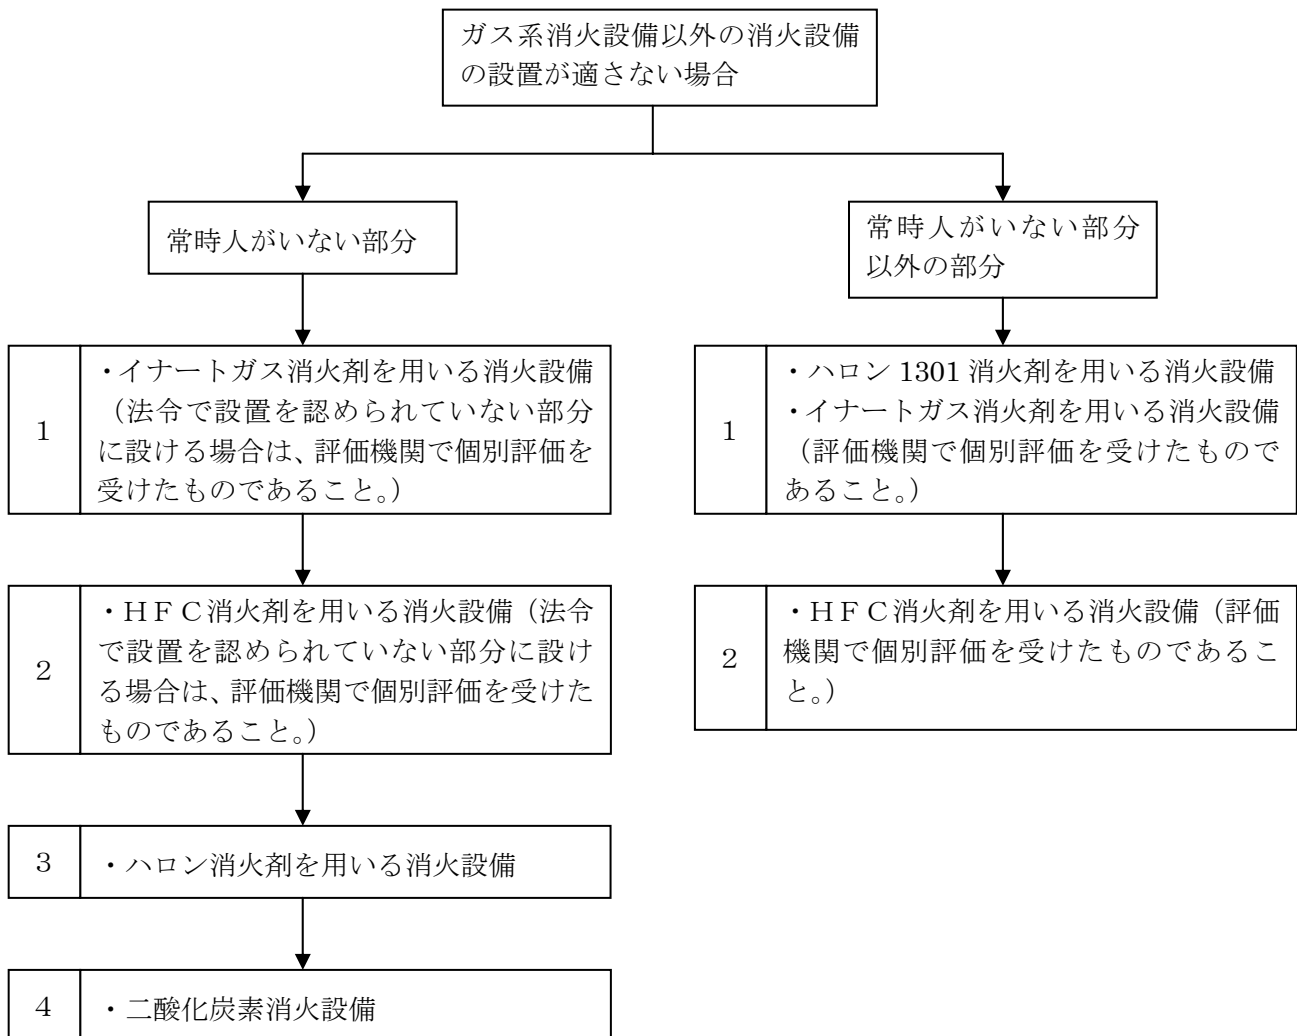 ガス系消火設備以外の消火設備
の設置が適さない場合
常時人がいない部分
常時人がいない部分
以外の部分
1
・イナートガス消火剤を用いる消火設備
（法令で設置を認められていない部分
に設ける場合は、評価機関で個別評価を
受けたものであること。）
2
・ＨＦＣ消火剤を用いる消火設備（法令
で設置を認められていない部分に設け
る場合は、評価機関で個別評価を受けた
ものであること。）
3
・ハロン消火剤を用いる消火設備
4
・二酸化炭素消火設備
1
・ハロン 1301 消火剤を用いる消火設備
・イナートガス消火剤を用いる消火設備
（評価機関で個別評価を受けたもので
あること。）
2
・ＨＦＣ消火剤を用いる消火設備（評価
機関で個別評価を受けたものであるこ
と。）